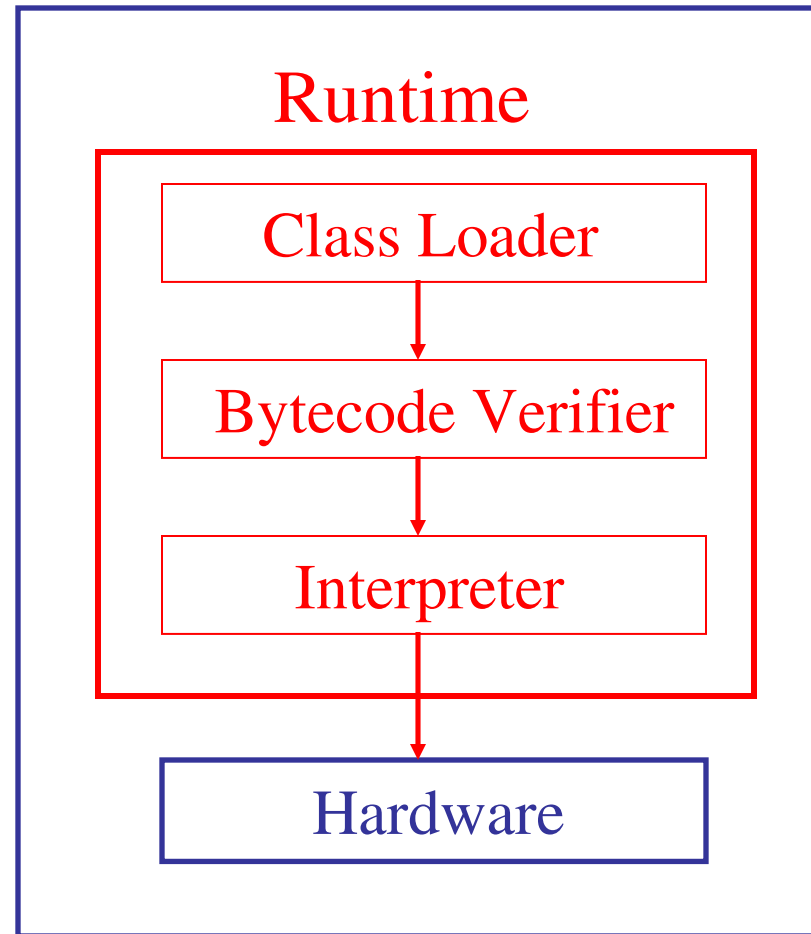 Runtime
Class Loader
Bytecode Verifier
Interpreter
Hardware